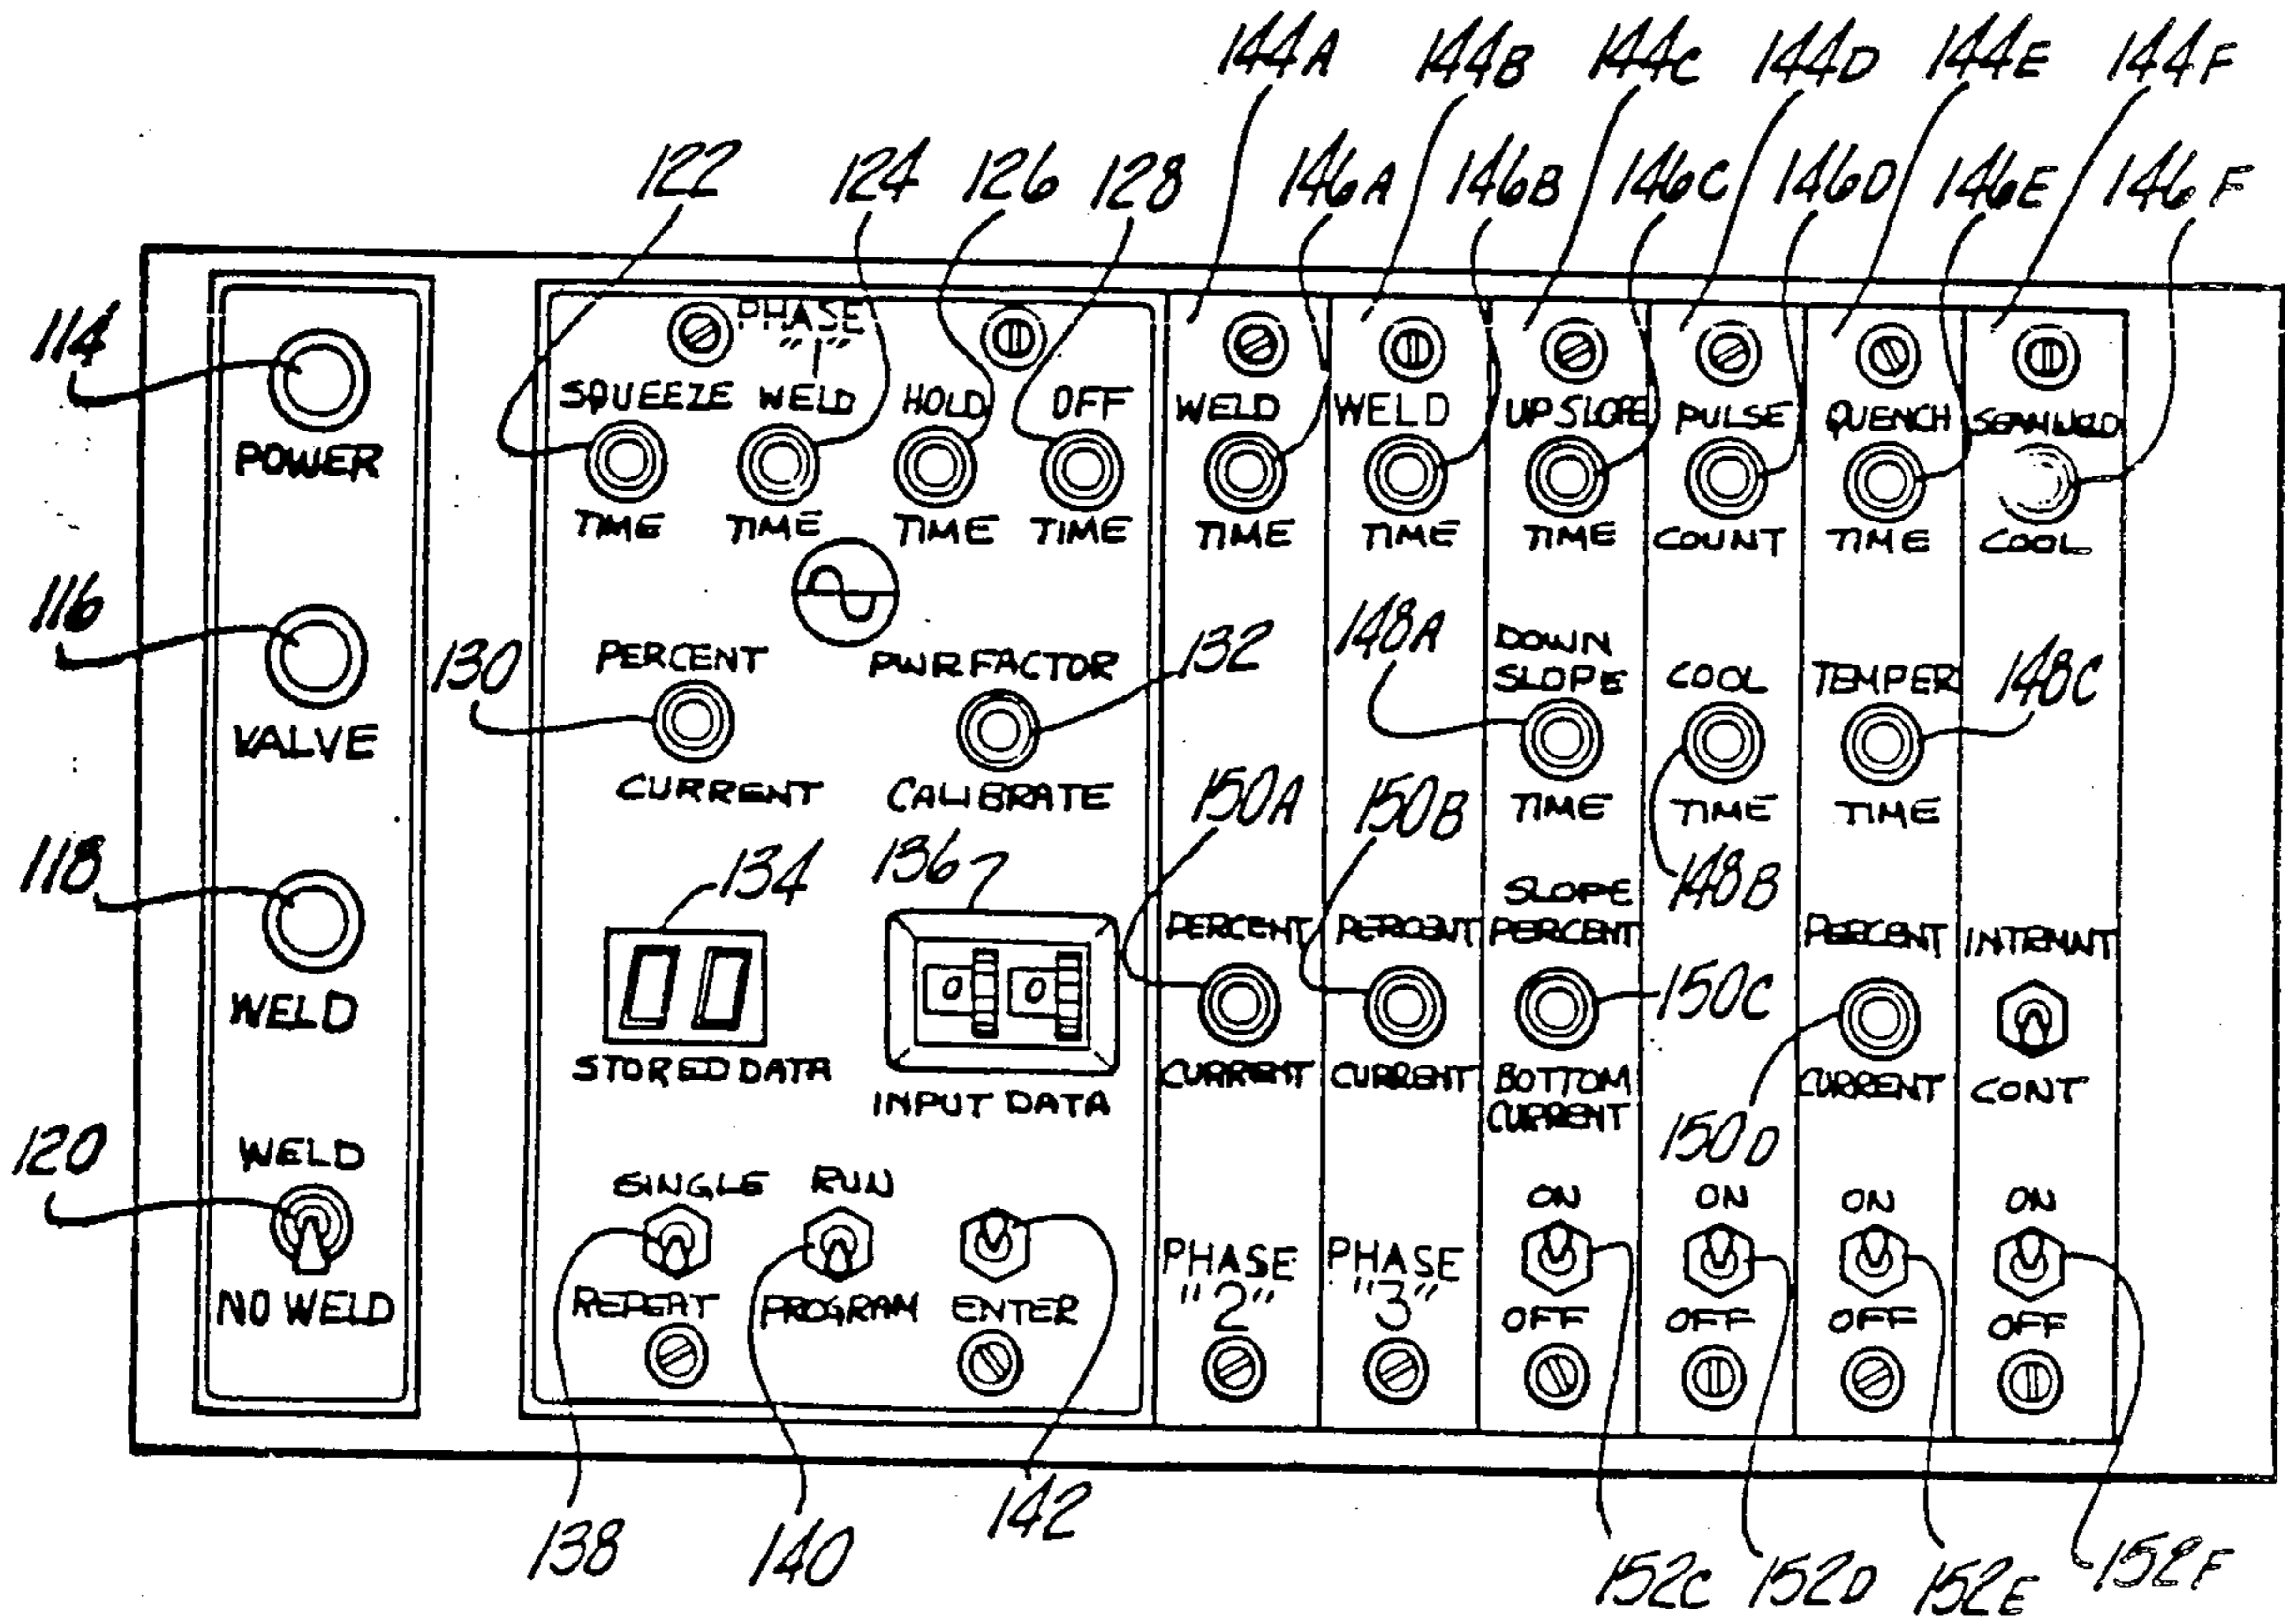 144A 144B 144C 144D 144E 144F
122 124 126 128 146A 146B 146C 146D 146E 146F
114
POWER
116
VALVE
118
WELD
120
WELD
NO WELD
PHASE
"1"
SQUEEZE WELD HOLD OFF
TIME TIME TIME TIME
130
PERCENT
CURRENT
PWR FACTOR
132
CALIBRATE
134
00
STORED DATA
136
0 0
INPUT DATA
SINGLE RUN
REPEAT PROGRAM ENTER
138 140 142
WELD
TIME
150A
PERCENT
CURRENT
PHASE
"2"
WELD
TIME
148A
150B
PERCENT
CURRENT
PHASE
"3"
UP SLOPE
TIME
DOWN
SLOPE
TIME
SLOPE
PERCENT
150C
BOTTOM
CURRENT
ON
OFF
152C
PULSE
COUNT
COOL
TIME
148B
150D
ON
OFF
152D
QUENCH
TIME
TEMPER
148C
TIME
PERCENT
CURRENT
ON
OFF
152E
SEAM WELD
COOL
INTRMNT
CONT
ON
OFF
152F